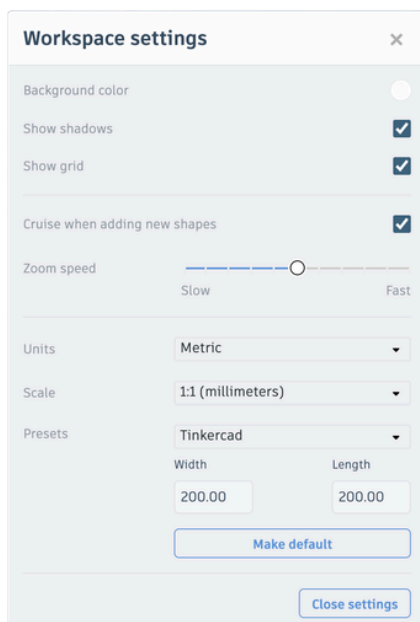 Workspace settings
Background color
Show shadows
Show grid
Cruise when adding new shapes
Zoom speed
Slow Fast
Units Metric
Scale 1:1 (millimeters)
Presets Tinkercad
Width Length
200.00 200.00
Make default
Close settings